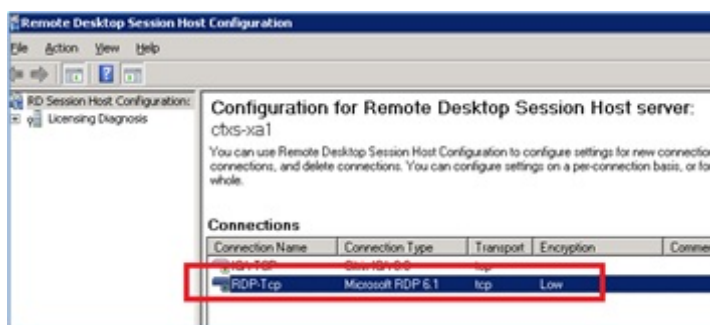 Remote Desktop Session Host Configuration
File Action View Help
RD Session Host Configuration:
Licensing Diagnosis
Configuration for Remote Desktop Session Host server:
ctxs-xa1
You can use Remote Desktop Session Host Configuration to configure settings for new connection
connections, and delete connections. You can configure settings on a per-connection basis, or fo
whole.
Connections
Connection Name Connection Type Transport Encryption Comme
ICA-TCP Citrix ICA tcp
RDP-Tcp Microsoft RDP 6.1 tcp Low